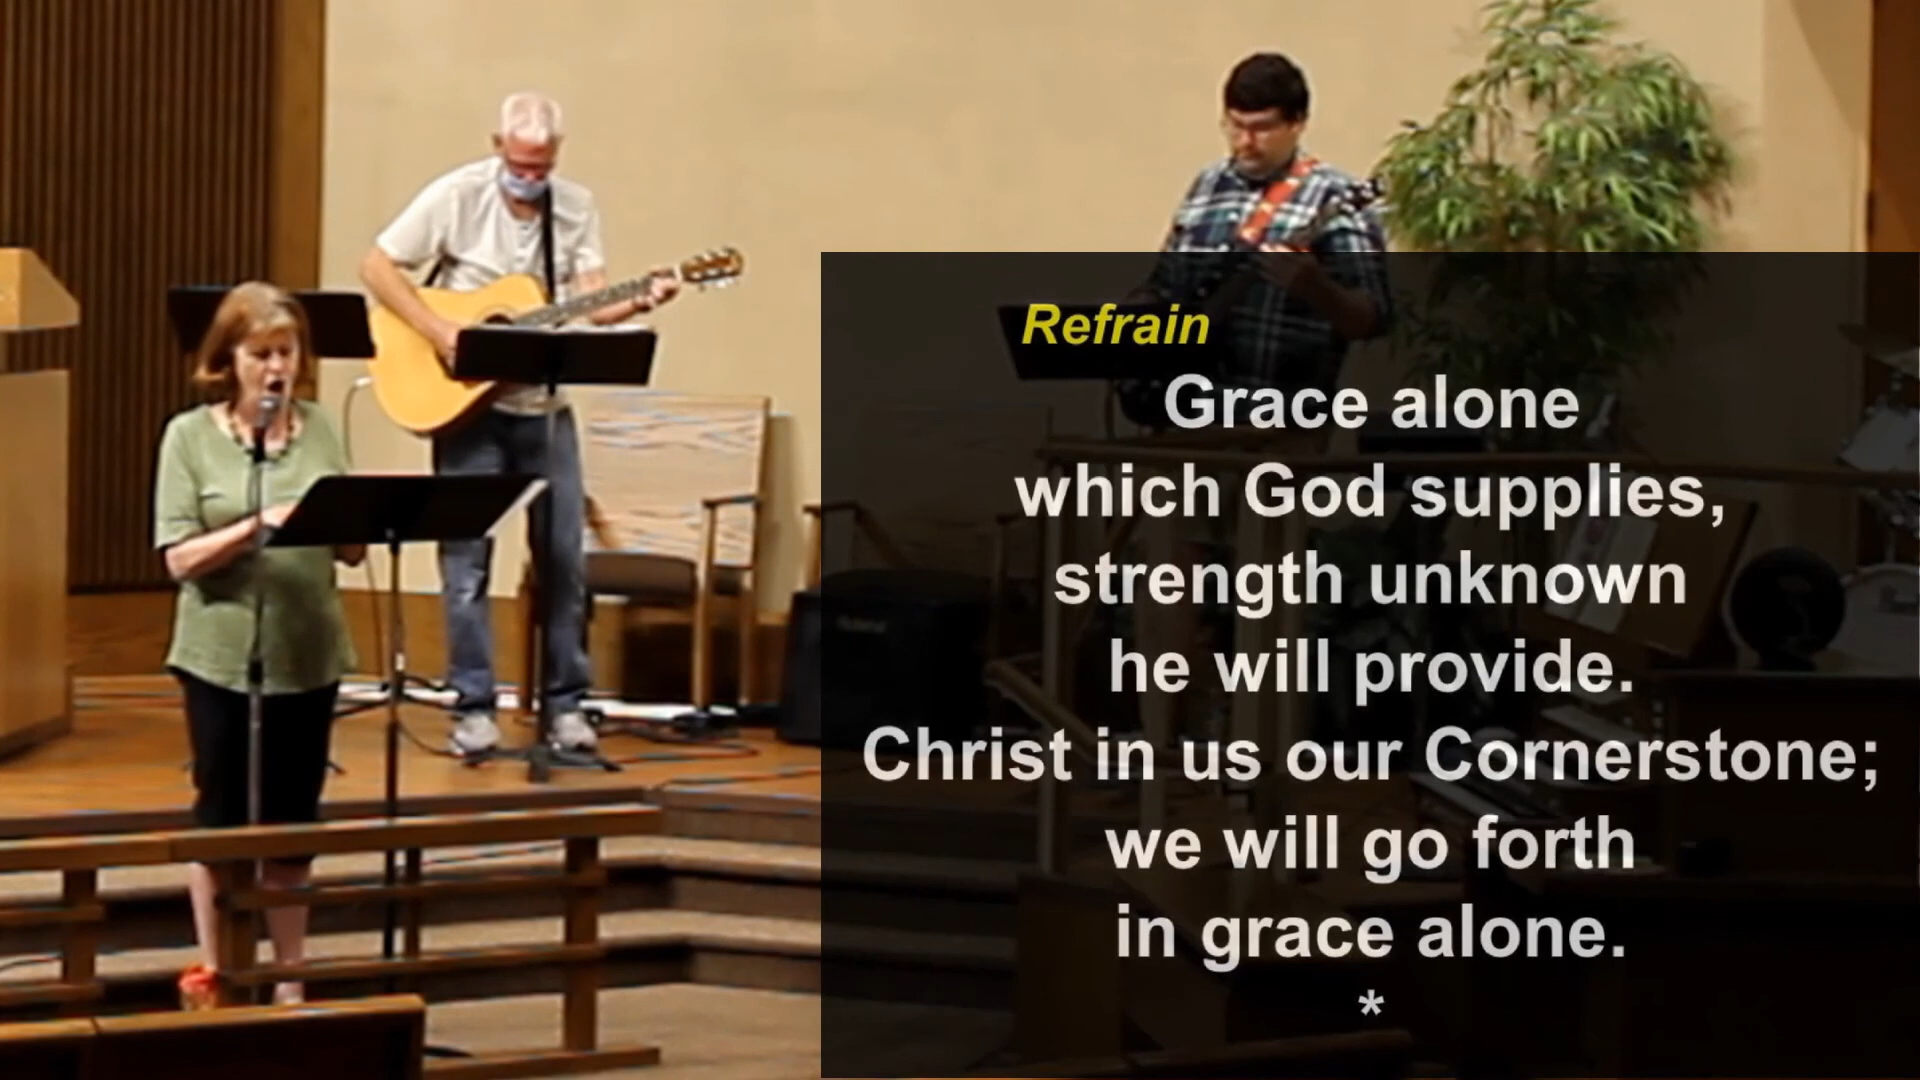 Refrain
Grace alone
which God supplies,
strength unknown
he will provide.
Christ in us our Cornerstone;
we will go forth
in grace alone.
*